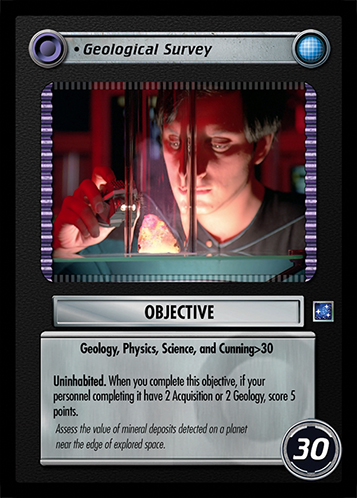 • Geological Survey
OBJECTIVE
Geology, Physics, Science, and Cunning>30
Uninhabited. When you complete this objective, if your
personnel completing it have 2 Acquisition or 2 Geology, score 5
points.
Assess the value of mineral deposits detected on a planet
near the edge of explored space.
30